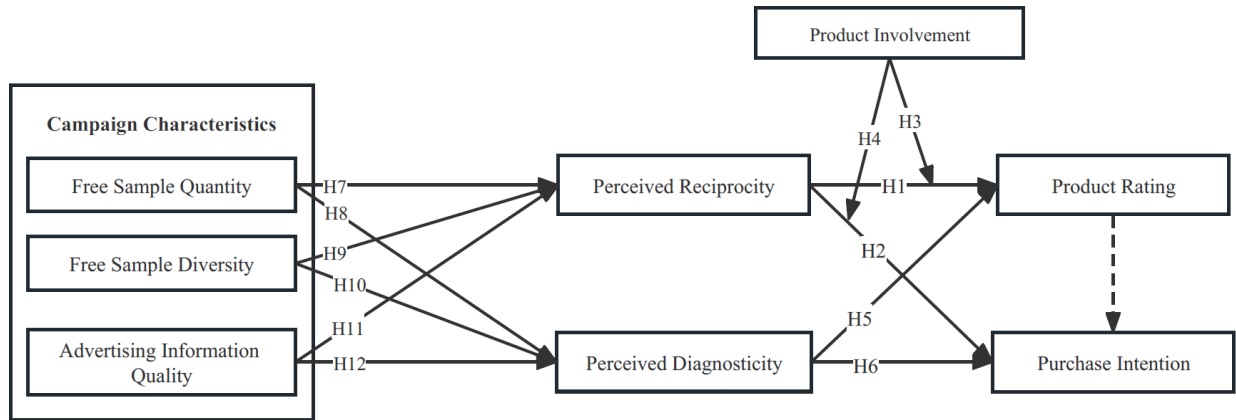 Product Involvement
Campaign Characteristics
H3
H4
Free Sample Quantity
H7
Perceived Reciprocity
H1
Product Rating
H8
H2
Free Sample Diversity
H9
H10
H11
H5
Advertising Information
Quality
H12
Perceived Diagnosticity
H6
Purchase Intention